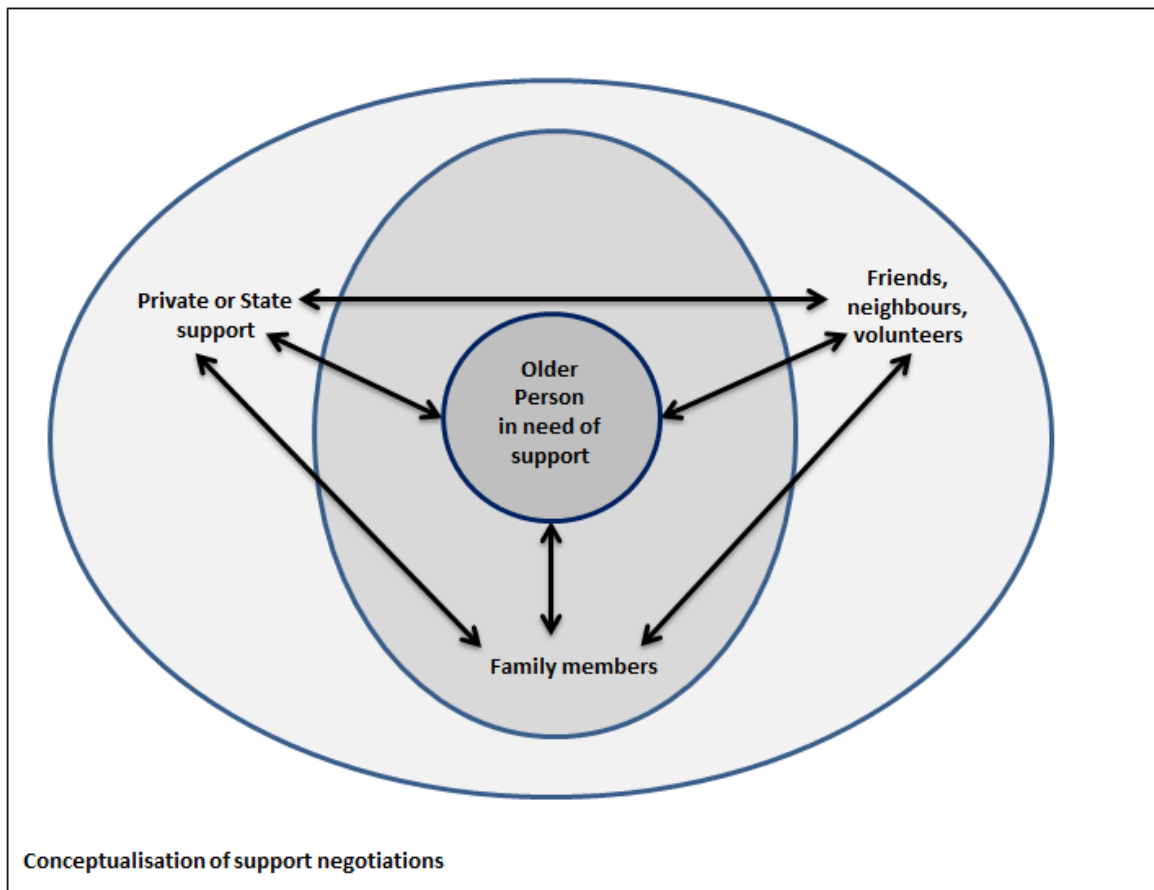 Private or State
support
Friends,
neighbours,
volunteers
Older
Person
in need of
support
Family members
Conceptualisation of support negotiations